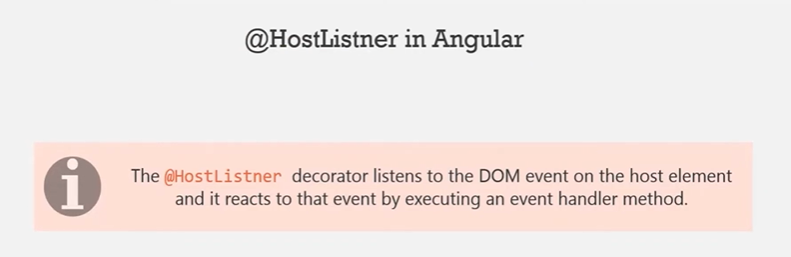 @HostListner in Angular
The @HostListner decorator listens to the DOM event on the host element
and it reacts to that event by executing an event handler method.